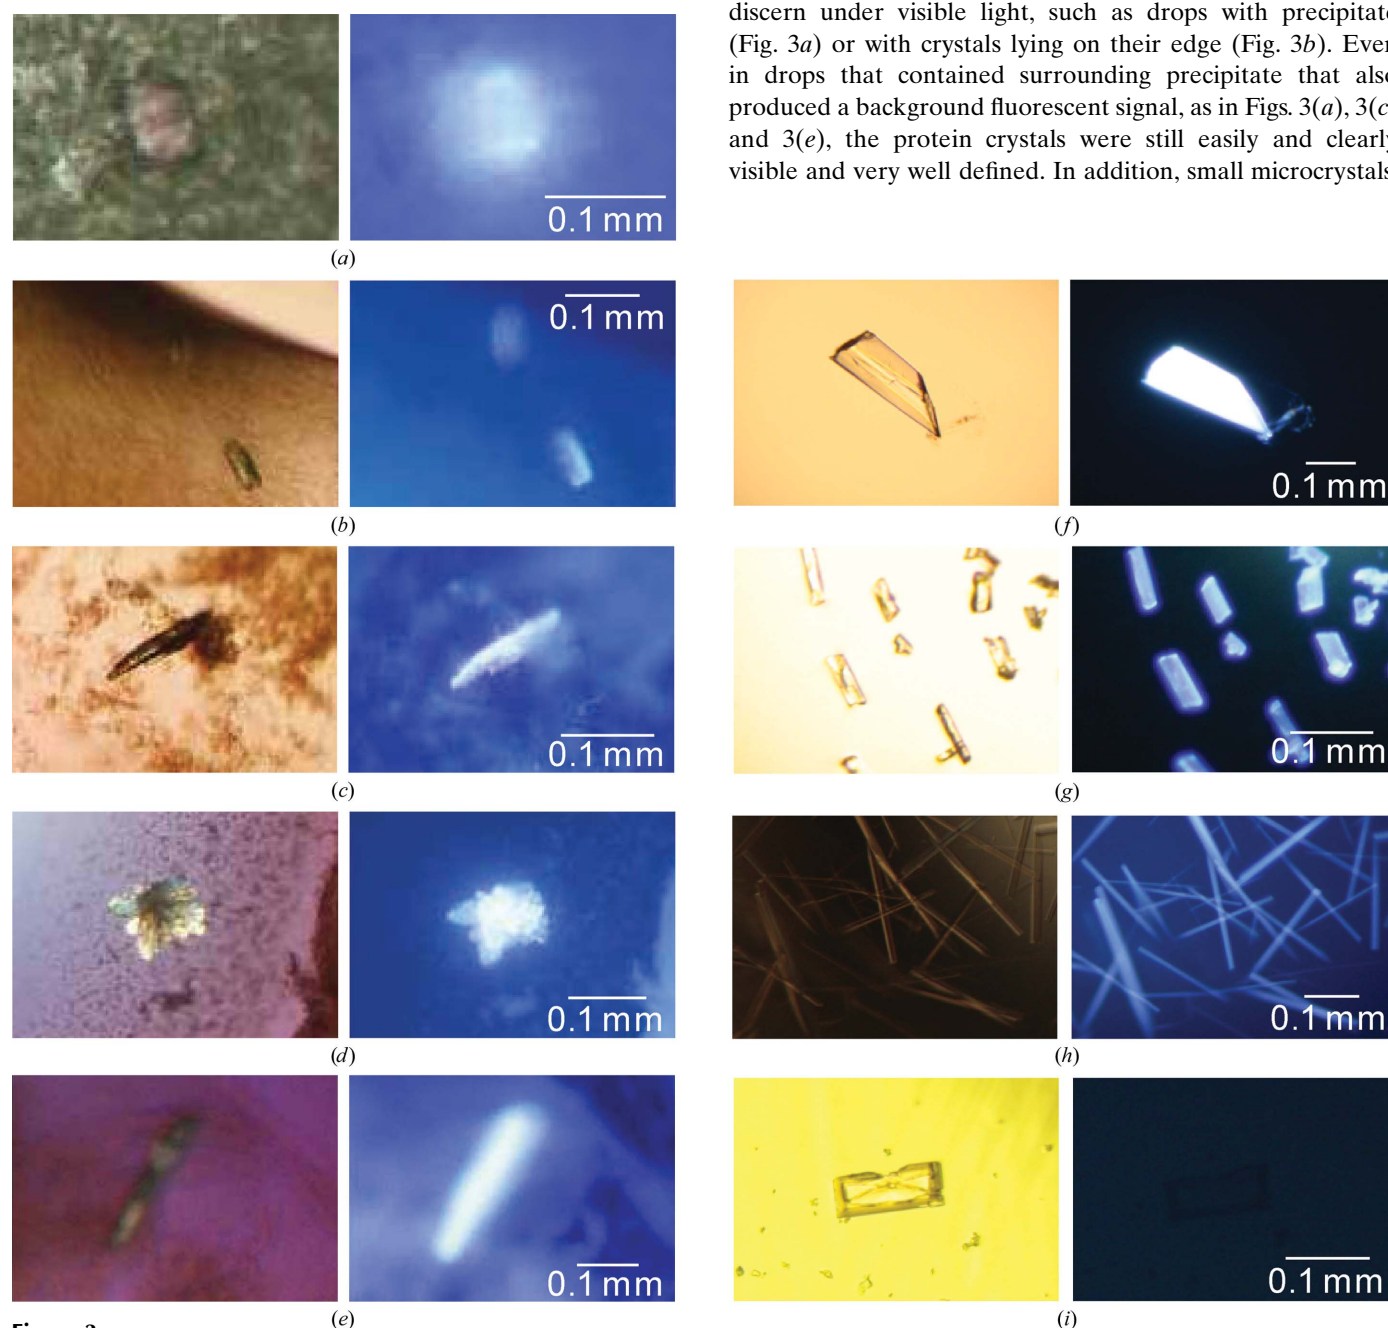 discern under visible light, such as drops with precipitate
(Fig. 3a) or with crystals lying on their edge (Fig. 3b). Even
in drops that contained surrounding precipitate that also
produced a background fluorescent signal, as in Figs. 3(a), 3(c)
and 3(e), the protein crystals were still easily and clearly
visible and very well defined. In addition, small microcrystals
0.1 mm
(a)
0.1 mm
(b)
0.1 mm
(c)
0.1 mm
(d)
0.1 mm
(e)
0.1 mm
(f)
0.1 mm
(g)
0.1 mm
(h)
0.1 mm
(i)